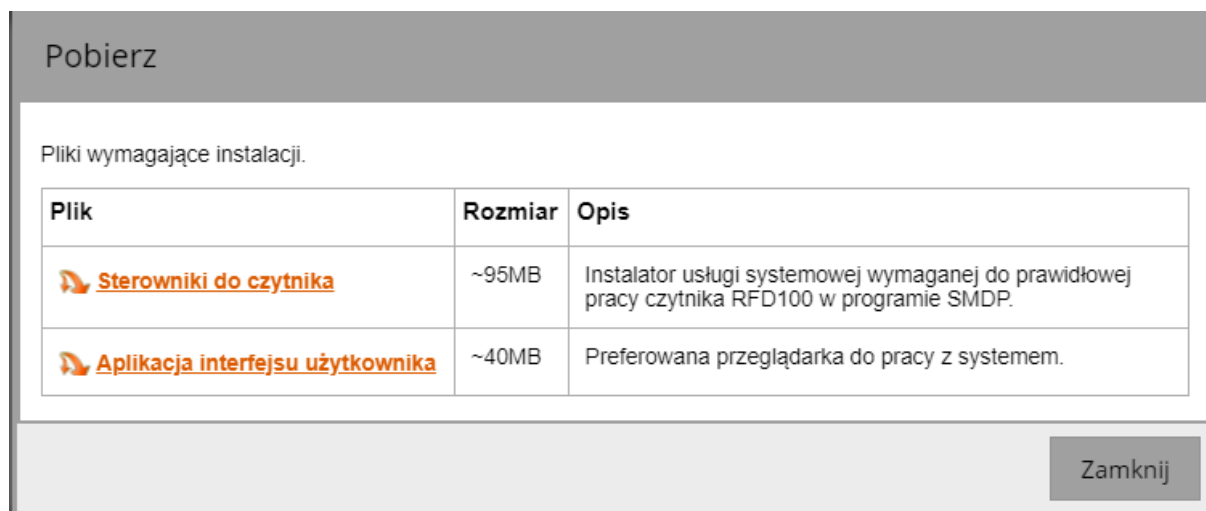 Pobierz
Pliki wymagające instalacji.
Plik Rozmiar Opis
Sterowniki do czytnika ~95MB Instalator usługi systemowej wymaganej do prawidłowej
pracy czytnika RFD100 w programie SMDP.
Aplikacja interfejsu użytkownika ~40MB Preferowana przeglądarka do pracy z systemem.
Zamknij